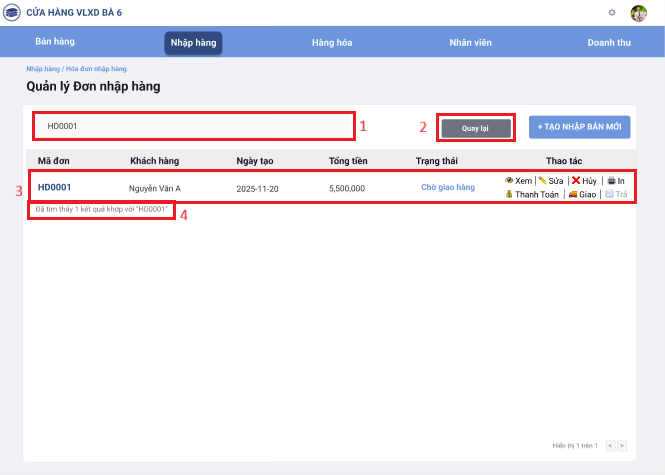 CỬA HÀNG VLXD BÀ 6
Bán hàng Nhập hàng Hàng hóa Nhân viên Doanh thu
Nhập hàng / Hóa đơn nhập hàng
Quản lý Đơn nhập hàng
HD0001 1 2 Quay lại + TẠO NHẬP BÁN MỚI
Mã đơn Khách hàng Ngày tạo Tổng tiền Trạng thái Thao tác
3 HD0001 Nguyễn Văn A 2025-11-20 5,500,000 Chờ giao hàng Xem | Sửa | Hủy | In
Thanh Toán | Giao | Trả
Đã tìm thấy 1 kết quả khớp với "HD0001" 4
Hiển thị 1 trên 1 < >